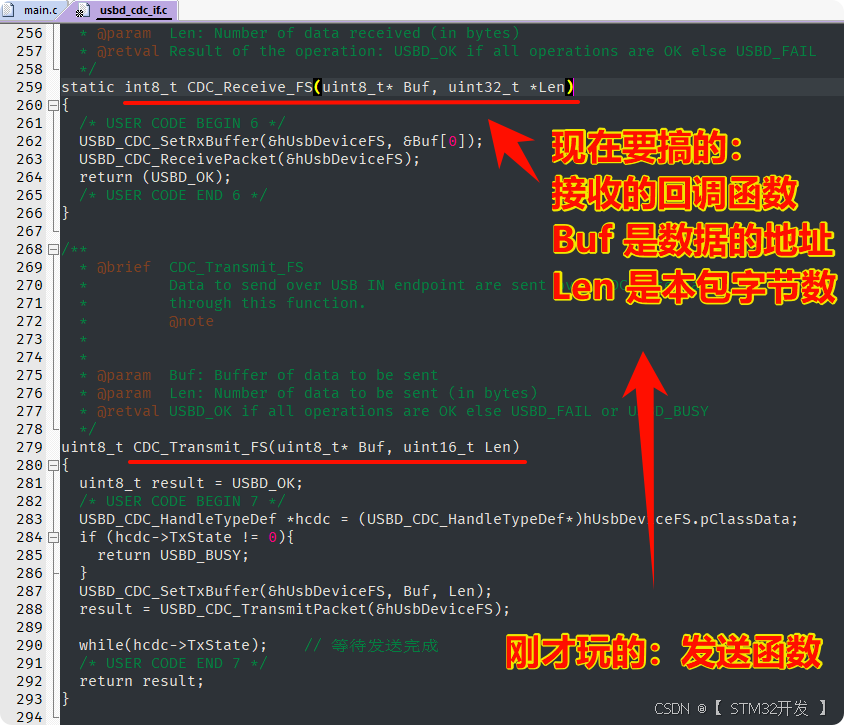 main.c
usbd_cdc_if.c
256 * @param Len: Number of data received (in bytes)
257 * @retval Result of the operation: USBD_OK if all operations are OK else USBD_FAIL
258 */
259 static int8_t CDC_Receive_FS(uint8_t* Buf, uint32_t *Len)
260 {
261 /* USER CODE BEGIN 6 */
262 USBD_CDC_SetRxBuffer(&hUsbDeviceFS, &Buf[0]);
263 USBD_CDC_ReceivePacket(&hUsbDeviceFS);
264 return (USBD_OK);
265 /* USER CODE END 6 */
266 }
267
现在要搞的：
接收的回调函数
Buf 是数据的地址
Len 是本包字节数
268 /**
269 * @brief CDC_Transmit_FS
270 * Data to send over USB IN endpoint are sent
271 * through this function.
272 * @note
273 *
274 *
275 * @param Buf: Buffer of data to be sent
276 * @param Len: Number of data to be sent (in bytes)
277 * @retval USBD_OK if all operations are OK else USBD_FAIL or USBD_BUSY
278 */
279 uint8_t CDC_Transmit_FS(uint8_t* Buf, uint16_t Len)
280 {
281 uint8_t result = USBD_OK;
282 /* USER CODE BEGIN 7 */
283 USBD_CDC_HandleTypeDef *hcdc = (USBD_CDC_HandleTypeDef*)hUsbDeviceFS.pClassData;
284 if (hcdc->TxState != 0){
285 return USBD_BUSY;
286 }
287 USBD_CDC_SetTxBuffer(&hUsbDeviceFS, Buf, Len);
288 result = USBD_CDC_TransmitPacket(&hUsbDeviceFS);
289
290 while(hcdc->TxState); // 等待发送完成
291 /* USER CODE END 7 */
292 return result;
293 }
294
刚才玩的：发送函数
CSDN @【 STM32开发 】